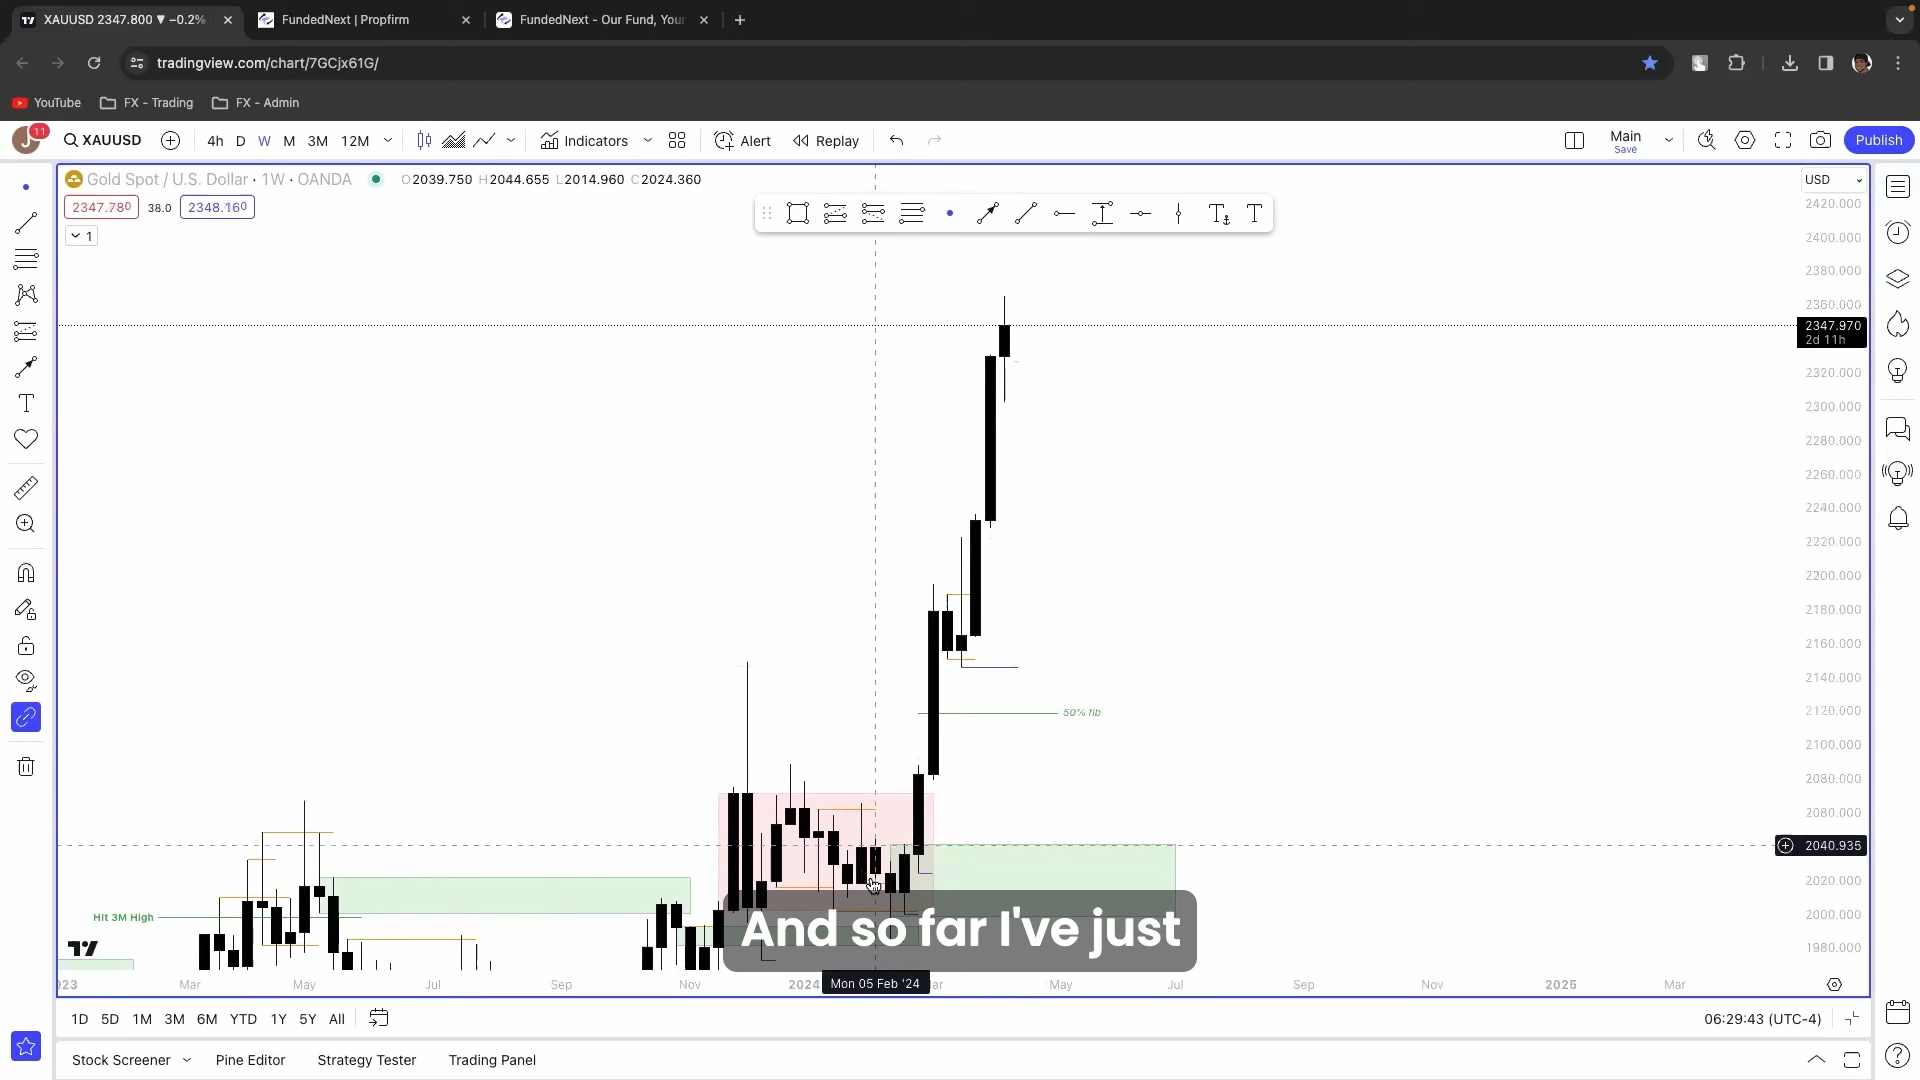 XAUUSD 2347.800 ▼ −0.2%
FundedNext | Propfirm
FundedNext - Our Fund, Your
tradingview.com/chart/7GCjx61G/
YouTube
FX - Trading
FX - Admin
11
J
XAUUSD
4h
D
W
M
3M
12M
Indicators
Alert
Replay
Main
Save
Publish
Gold Spot / U.S. Dollar · 1W · OANDA
O2039.750 H2044.655 L2014.960 C2024.360
USD
2347.780
38.0
2348.160
1
2420.000
2400.000
2380.000
2360.000
2347.970
2d 11h
2320.000
2300.000
2280.000
2260.000
2240.000
2220.000
2200.000
2180.000
2160.000
2140.000
50% fib
2120.000
2100.000
2080.000
2060.000
2040.935
2020.000
2000.000
1980.000
HIt 3M High
And so far I've just
023
Mar
May
Jul
Sep
Nov
2024
Mon 05 Feb '24
ar
May
Jul
Sep
Nov
2025
Mar
1D
5D
1M
3M
6M
YTD
1Y
5Y
All
06:29:43 (UTC-4)
Stock Screener
Pine Editor
Strategy Tester
Trading Panel